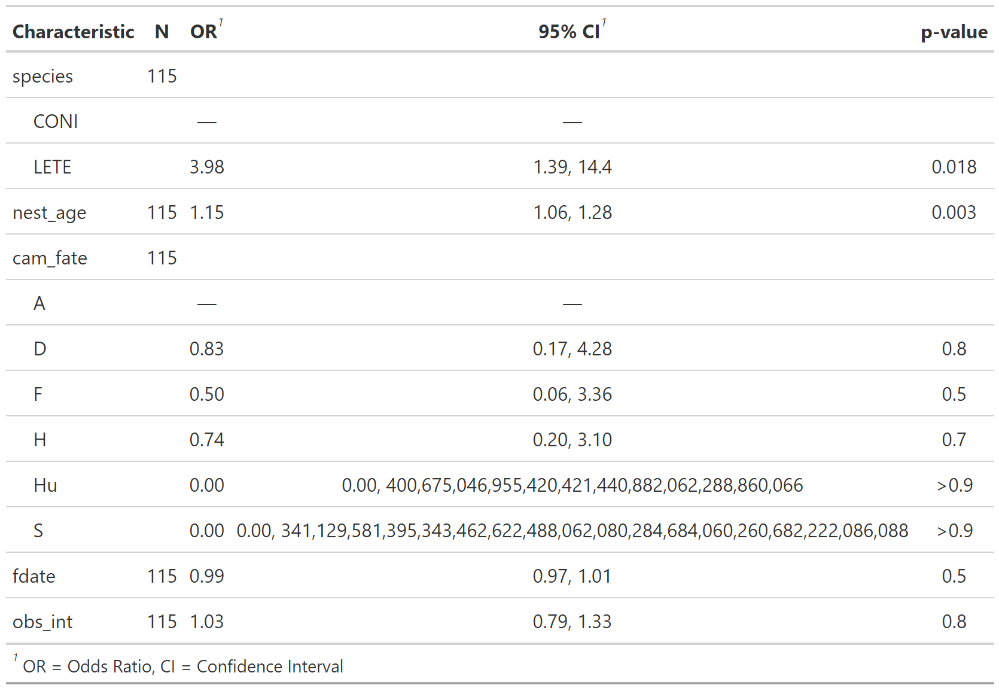 Characteristic N OR1 95% CI1 p-value
species 115
CONI — —
LETE 3.98 1.39, 14.4 0.018
nest_age 115 1.15 1.06, 1.28 0.003
cam_fate 115
A — —
D 0.83 0.17, 4.28 0.8
F 0.50 0.06, 3.36 0.5
H 0.74 0.20, 3.10 0.7
Hu 0.00 0.00, 400,675,046,955,420,421,440,882,062,288,860,066 >0.9
S 0.00 0.00, 341,129,581,395,343,462,622,488,062,080,284,684,060,260,682,222,086,088 >0.9
fdate 115 0.99 0.97, 1.01 0.5
obs_int 115 1.03 0.79, 1.33 0.8
1 OR = Odds Ratio, CI = Confidence Interval